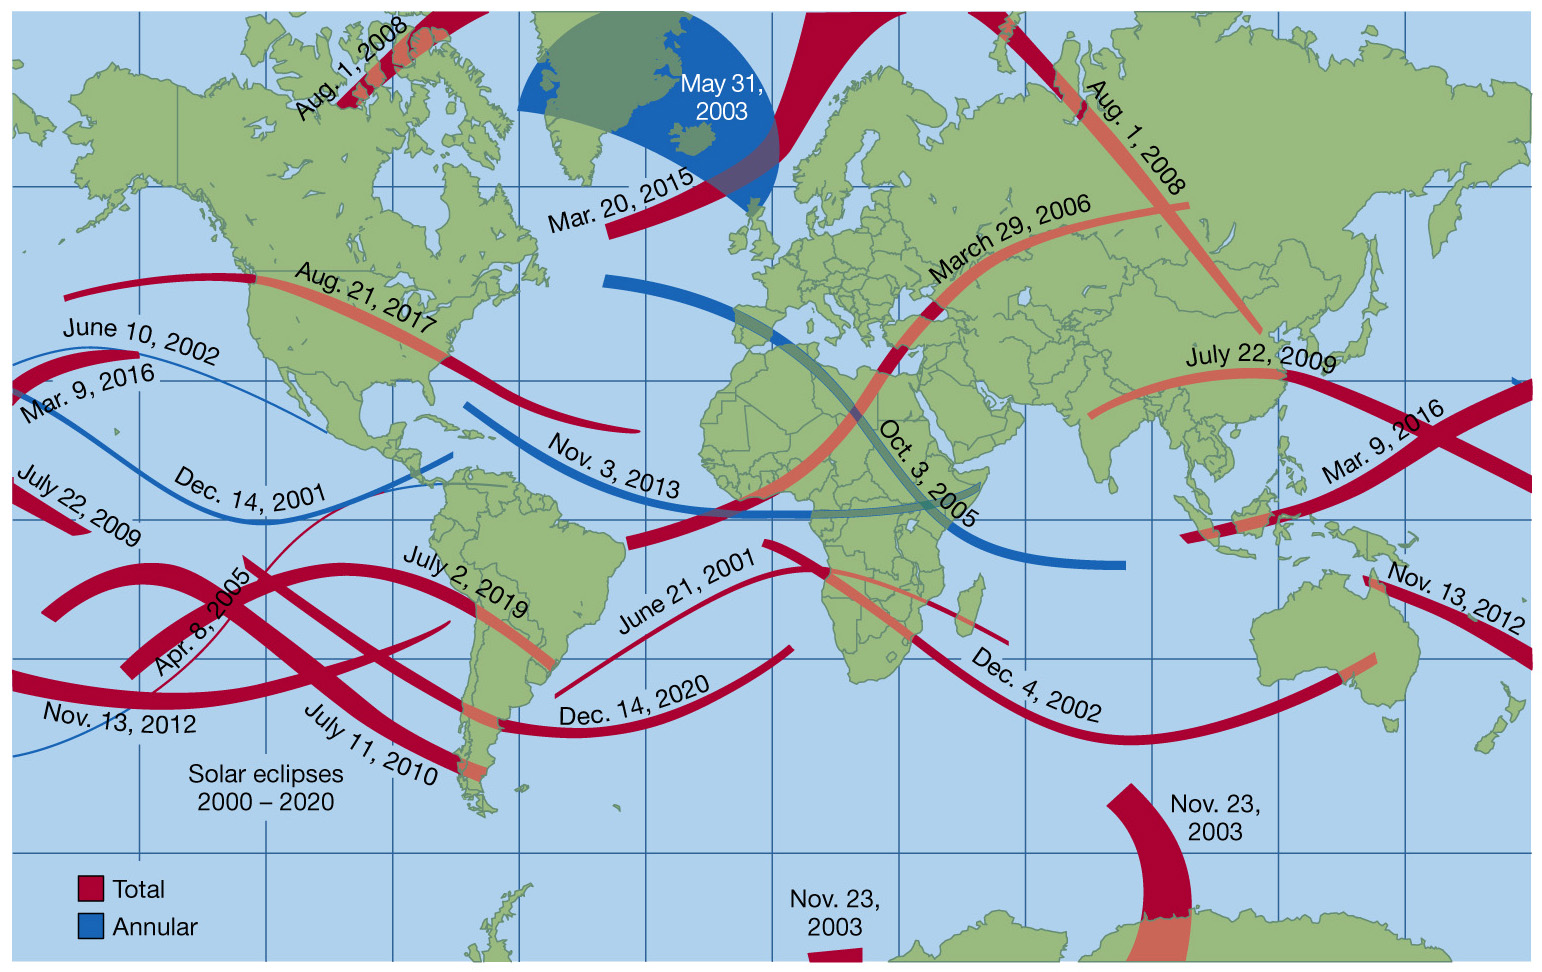 Aug. 1, 2008
May 31,
2003
Aug. 1, 2008
Mar. 20, 2015
March 29, 2006
Aug. 21, 2017
June 10, 2002
July 22, 2009
Mar. 9, 2016
Mar. 9, 2016
Oct. 3, 2005
Nov. 3, 2013
Dec. 14, 2001
July 22, 2009
July 2, 2019
June 21, 2001
Nov. 13, 2012
Apr. 8, 2005
Dec. 4, 2002
Dec. 14, 2020
Nov. 13, 2012
July 11, 2010
Solar eclipses
2000 – 2020
Nov. 23,
2003
Total
Annular
Nov. 23,
2003